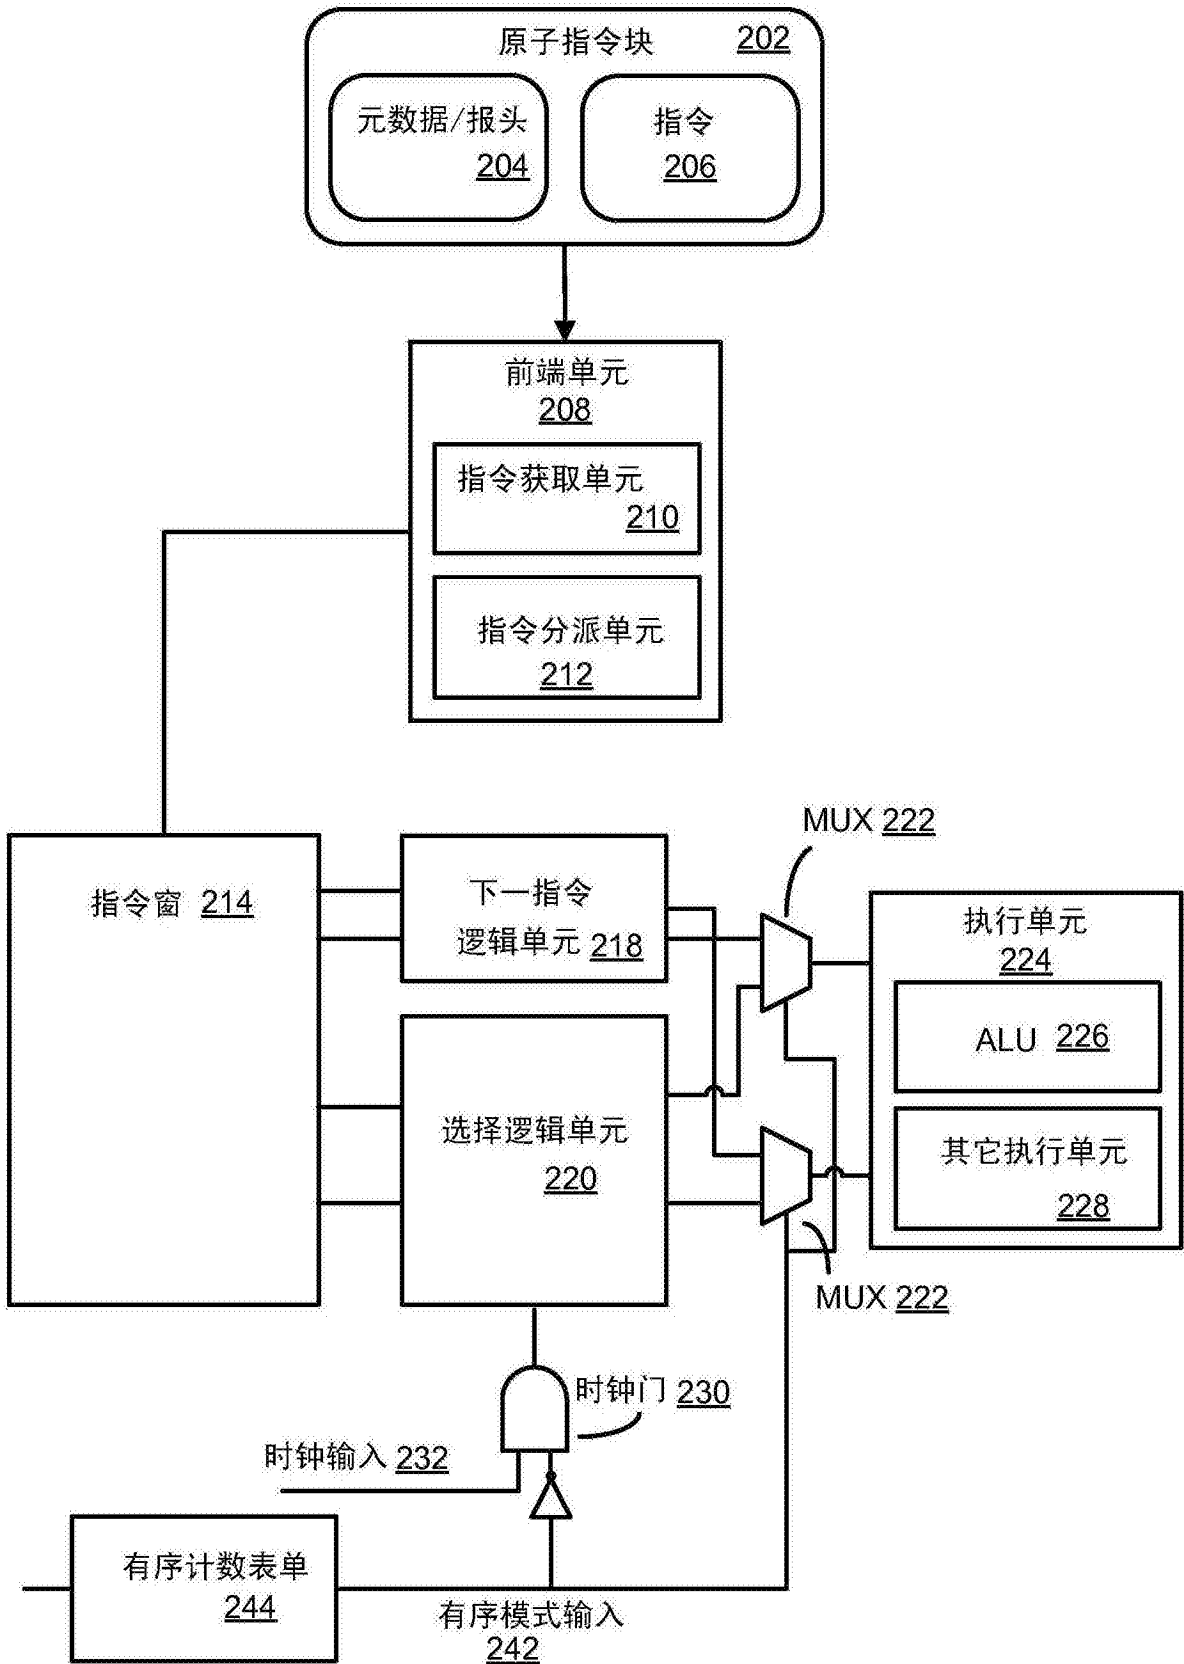 原子指令块 202
元数据/报头
204
指令
206
前端单元
208
指令获取单元
210
指令分派单元
212
MUX 222
指令窗 214
下一指令
逻辑单元 218
执行单元
224
ALU 226
选择逻辑单元
220
其它执行单元
228
MUX 222
时钟门 230
时钟输入 232
有序计数表单
244
有序模式输入
242